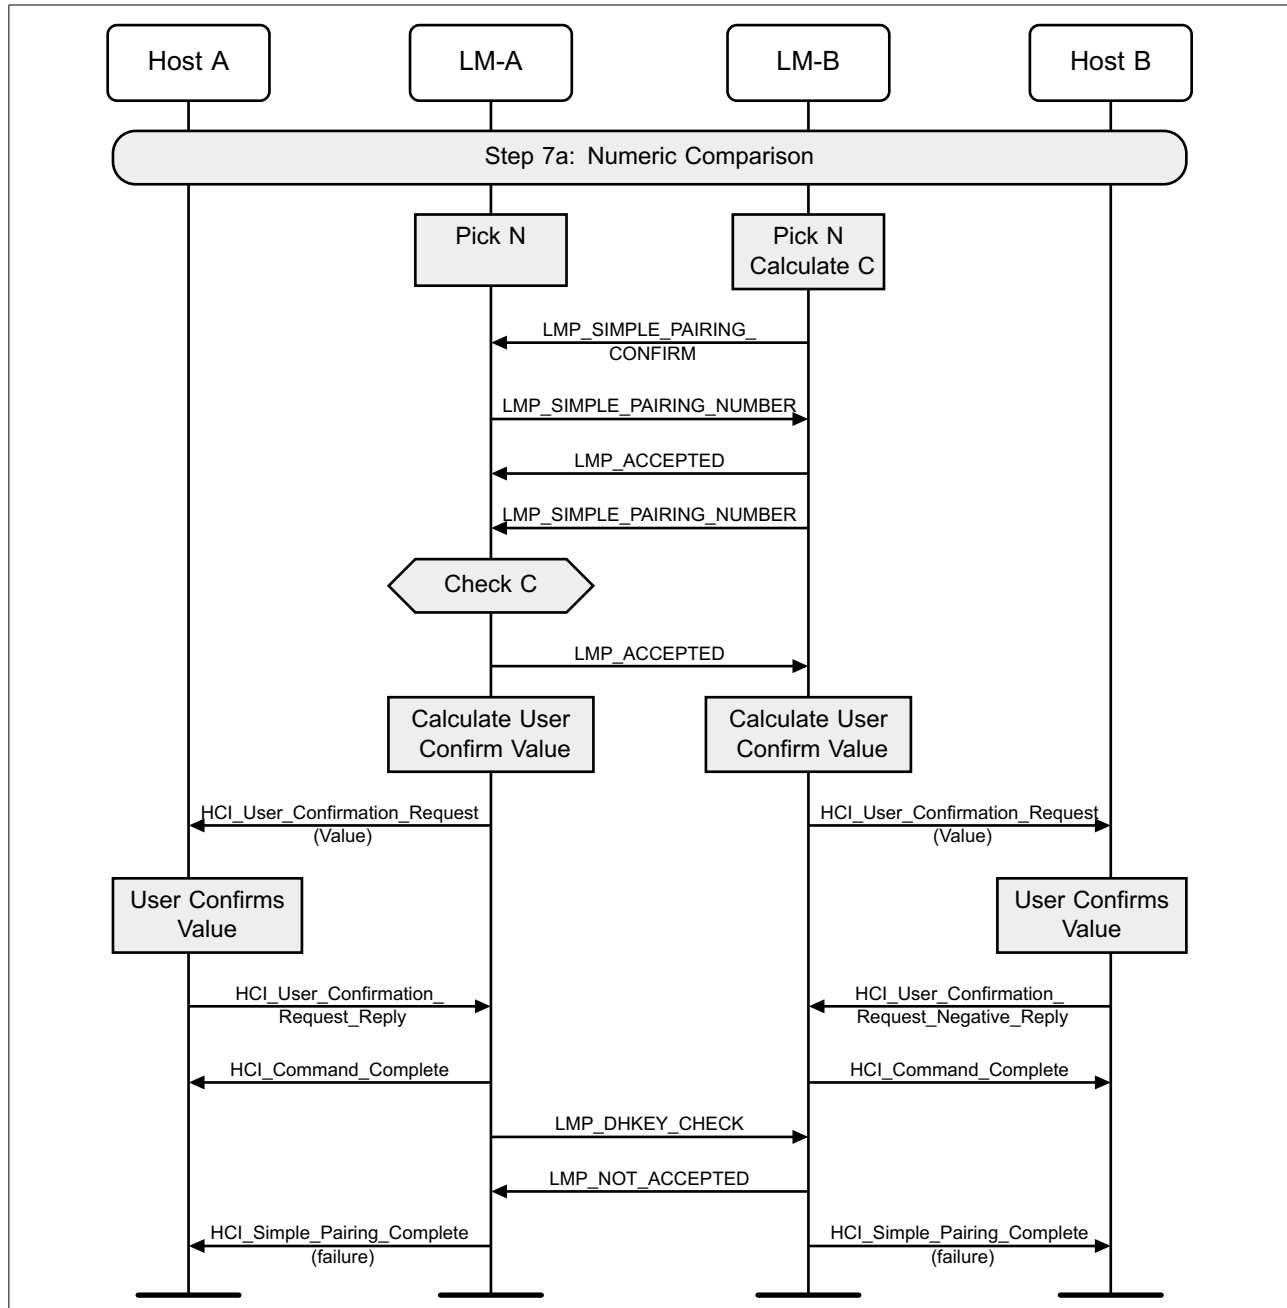 Host A
LM-A
LM-B
Host B
Step 7a: Numeric Comparison
Pick N
Pick N
Calculate C
LMP_SIMPLE_PAIRING_
CONFIRM
LMP_SIMPLE_PAIRING_NUMBER
LMP_ACCEPTED
LMP_SIMPLE_PAIRING_NUMBER
Check C
LMP_ACCEPTED
Calculate User
Confirm Value
Calculate User
Confirm Value
HCI_User_Confirmation_Request
(Value)
HCI_User_Confirmation_Request
(Value)
User Confirms
Value
User Confirms
Value
HCI_User_Confirmation_
Request_Reply
HCI_User_Confirmation_
Request_Negative_Reply
HCI_Command_Complete
HCI_Command_Complete
LMP_DHKEY_CHECK
LMP_NOT_ACCEPTED
HCI_Simple_Pairing_Complete
(failure)
HCI_Simple_Pairing_Complete
(failure)